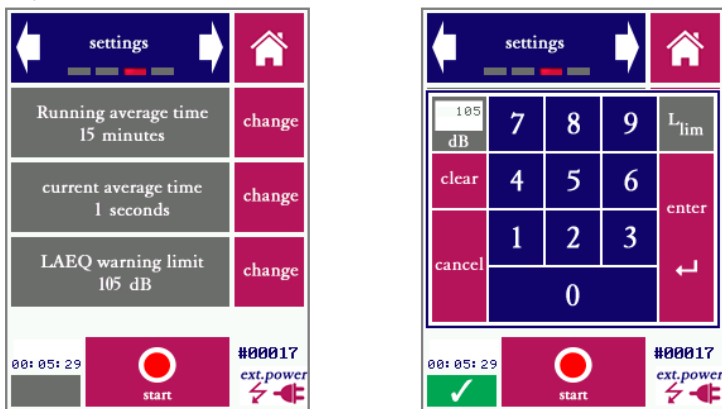 settings
Running average time
15 minutes
change
current average time
1 seconds
change
LAEQ warning limit
105 dB
change
00:05:29
start
#00017
ext.power
settings
105
dB
7
8
9
Llim
clear
4
5
6
enter
cancel
1
2
3
0
00:05:29
start
#00017
ext.power